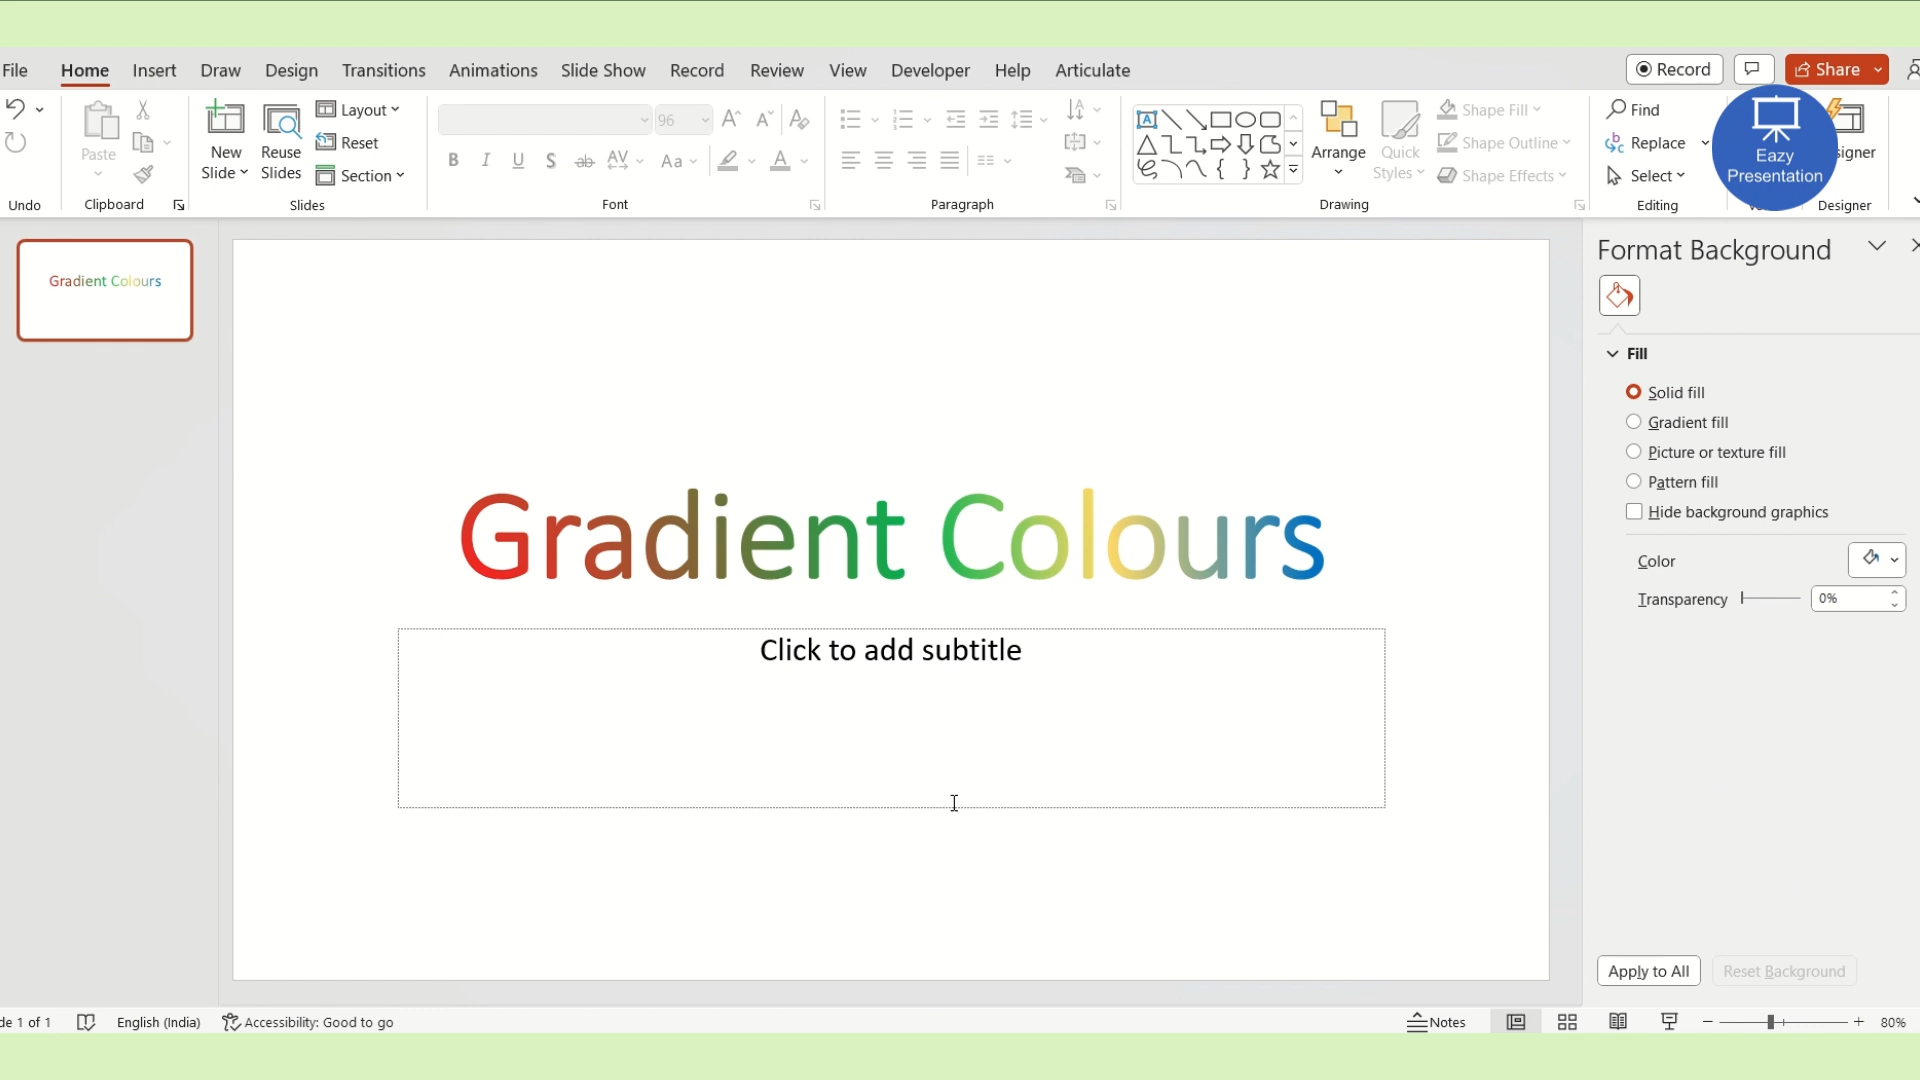 File Home Insert Draw Design Transitions Animations Slide Show Record Review View Developer Help Articulate Record Share
Paste
New Slide
Reuse Slides
Layout
Reset
Section
96
B I U S ab AV Aa A
Arrange
Quick Styles
Shape Fill
Shape Outline
Shape Effects
Find
Replace
Select
Eazy
Presentation
Undo Clipboard Slides Font Paragraph Drawing Editing Designer
Gradient Colours
Gradient Colours
Click to add subtitle
Format Background
Fill
Solid fill
Gradient fill
Picture or texture fill
Pattern fill
Hide background graphics
Color
Transparency 0%
Apply to All Reset Background
de 1 of 1 English (India) Accessibility: Good to go Notes 80%